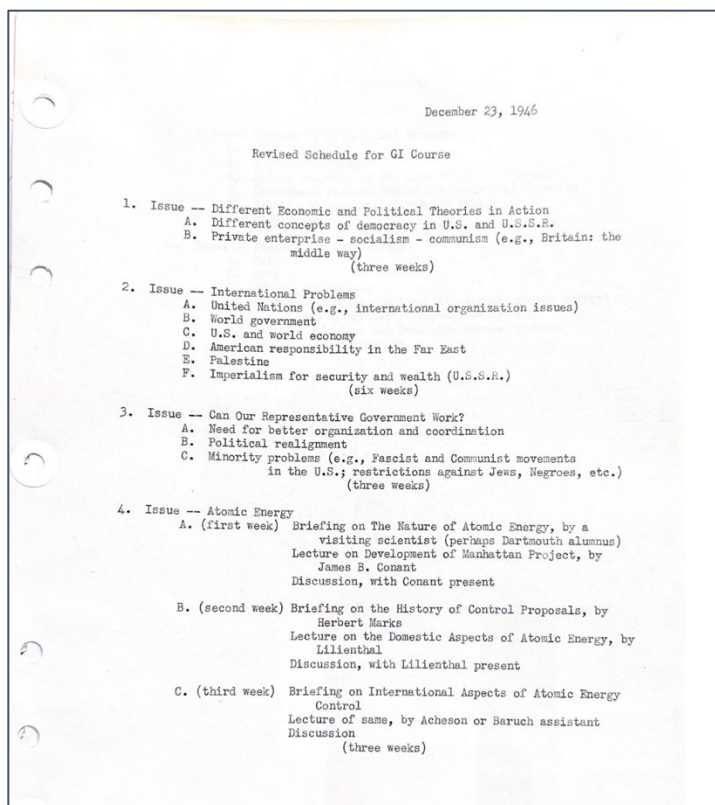 December 23, 1946
Revised Schedule for GI Course
1. Issue -- Different Economic and Political Theories in Action
A. Different concepts of democracy in U.S. and U.S.S.R.
B. Private enterprise - socialism - communism (e.g., Britain: the
middle way)
(three weeks)
2. Issue -- International Problems
A. United Nations (e.g., international organization issues)
B. World government
C. U.S. and world economy
D. American responsibility in the Far East
E. Palestine
F. Imperialism for security and wealth (U.S.S.R.)
(six weeks)
3. Issue -- Can Our Representative Government Work?
A. Need for better organization and coordination
B. Political realignment
C. Minority problems (e.g., Fascist and Communist movements
in the U.S.; restrictions against Jews, Negroes, etc.)
(three weeks)
4. Issue -- Atomic Energy
A. (first week) Briefing on The Nature of Atomic Energy, by a
visiting scientist (perhaps Dartmouth alumnus)
Lecture on Development of Manhattan Project, by
James B. Conant
Discussion, with Conant present
B. (second week) Briefing on the History of Control Proposals, by
Herbert Marks
Lecture on the Domestic Aspects of Atomic Energy, by
Lilienthal
Discussion, with Lilienthal present
C. (third week) Briefing on International Aspects of Atomic Energy
Control
Lecture of same, by Acheson or Baruch assistant
Discussion
(three weeks)